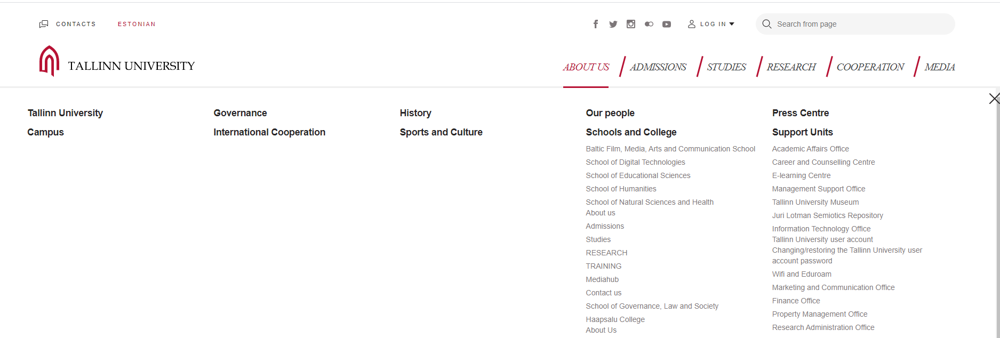 CONTACTS
ESTONIAN
LOG IN
Search from page
TALLINN UNIVERSITY
ABOUT US
ADMISSIONS
STUDIES
RESEARCH
COOPERATION
MEDIA
Tallinn University
Campus
Governance
International Cooperation
History
Sports and Culture
Our people
Schools and College
Baltic Film, Media, Arts and Communication School
School of Digital Technologies
School of Educational Sciences
School of Humanities
School of Natural Sciences and Health
About us
Admissions
Studies
RESEARCH
TRAINING
Mediahub
Contact us
School of Governance, Law and Society
Haapsalu College
About Us
Press Centre
Support Units
Academic Affairs Office
Career and Counselling Centre
E-learning Centre
Management Support Office
Tallinn University Museum
Juri Lotman Semiotics Repository
Information Technology Office
Tallinn University user account
Changing/restoring the Tallinn University user
account password
Wifi and Eduroam
Marketing and Communication Office
Finance Office
Property Management Office
Research Administration Office